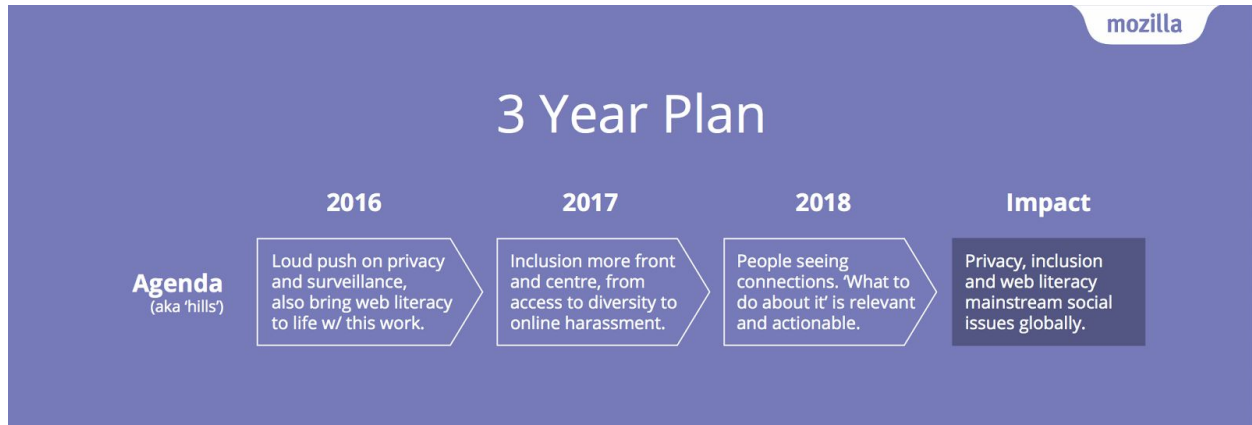 mozilla
3 Year Plan
2016
2017
2018
Impact
Agenda
(aka ‘hills’)
Loud push on privacy
and surveillance,
also bring web literacy
to life w/ this work.
Inclusion more front
and centre, from
access to diversity to
online harassment.
People seeing
connections. ‘What to
do about it’ is relevant
and actionable.
Privacy, inclusion
and web literacy
mainstream social
issues globally.